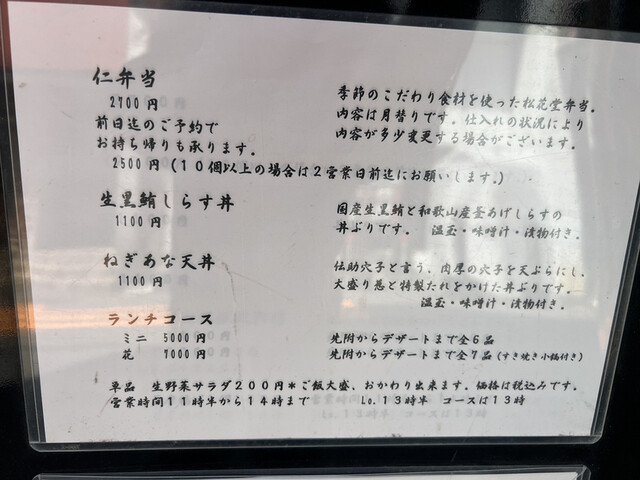 仁弁当
2700円
季節のこだわり食材を使った松花堂弁当。
内容は月替りです。仕入れの状況により
内容が多少変更する場合がございます。
前日迄のご予約で
お持ち帰りも承ります。
2500円(10個以上の場合は2営業日前迄にお願いします。)
生黒鮪しらす丼
1100円
国産生黒鮪と和歌山産釜あげしらすの
丼ぶりです。 温玉・味噌汁・漬物付き.
ねぎあな天丼
1100円
伝助穴子と言う、肉厚の穴子を天ぷらにし、
大盛り葱と特製たれをかけた丼ぶりです。
温玉・味噌汁・漬物付き.
ランチコース
ミニ 5000円 先附からデザートまで全6品
花 7000円 先附からデザートまで全7品(すき焼き小鍋付き)
単品 生野菜サラダ200円*ご飯大盛、おかわり出来ます。価格は税込みです。
営業時間11時半から14時まで Lo.13時半 コースは13時